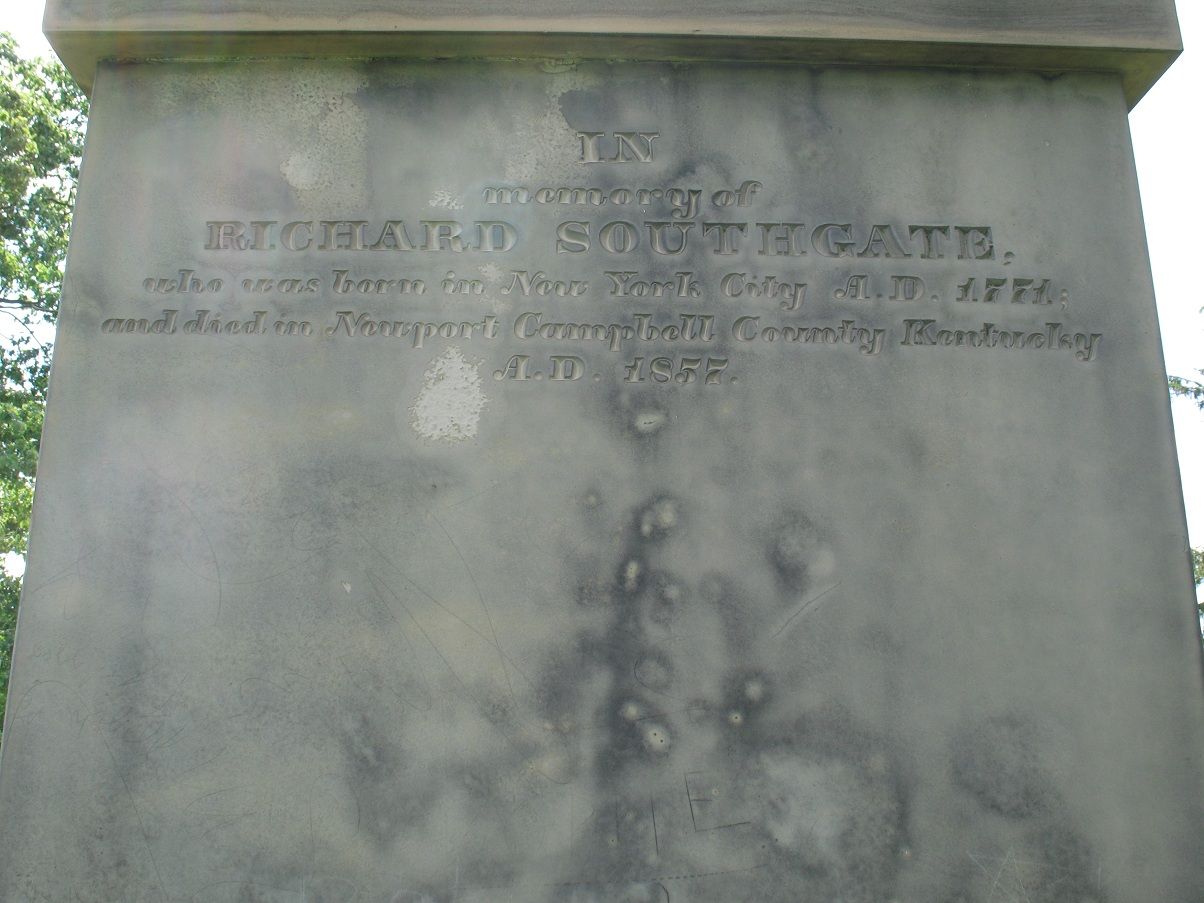 IN
memory of
RICHARD SOUTHGATE,
who was born in New York City A.D. 1771;
and died in Newport Campbell County Kentucky
A.D. 1857.